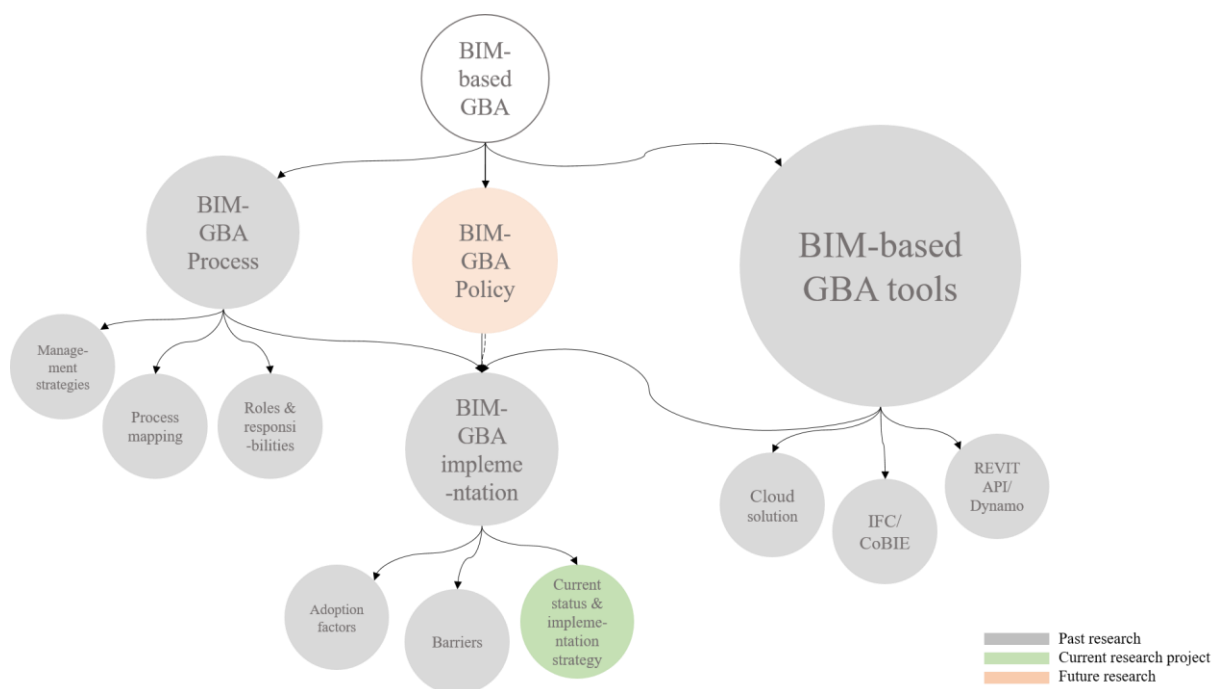 BIM-
based
GBA
BIM-
GBA
Process
BIM-
GBA
Policy
BIM-based
GBA tools
Manage-
ment
strategies
Process
mapping
Roles &
responsi
-bilities
BIM-
GBA
impleme
-ntation
Cloud
solution
IFC/
CoBIE
REVIT
API/
Dynamo
Adoption
factors
Barriers
Current
status &
impleme-
ntation
strategy
Past research
Current research project
Future research